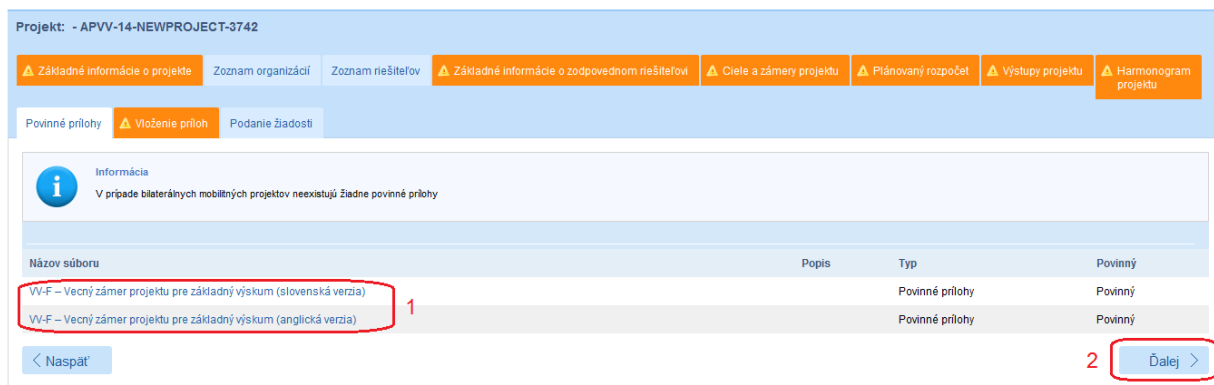 Projekt: - APVV-14-NEWPROJECT-3742
Základné informácie o projekte Zoznam organizácií Zoznam riešiteľov Základné informácie o zodpovednom riešiteľovi Ciele a zámery projektu Plánovaný rozpočet Výstupy projektu Harmonogram
projektu
Povinné prílohy Vloženie príloh Podanie žiadosti
Informácia
V prípade bilaterálnych mobilitných projektov neexistujú žiadne povinné prílohy
Názov súboru Popis Typ Povinný
VV-F – Vecný zámer projektu pre základný výskum (slovenská verzia) Povinné prílohy Povinný
1
VV-F – Vecný zámer projektu pre základný výskum (anglická verzia) Povinné prílohy Povinný
< Naspäť 2 Ďalej >